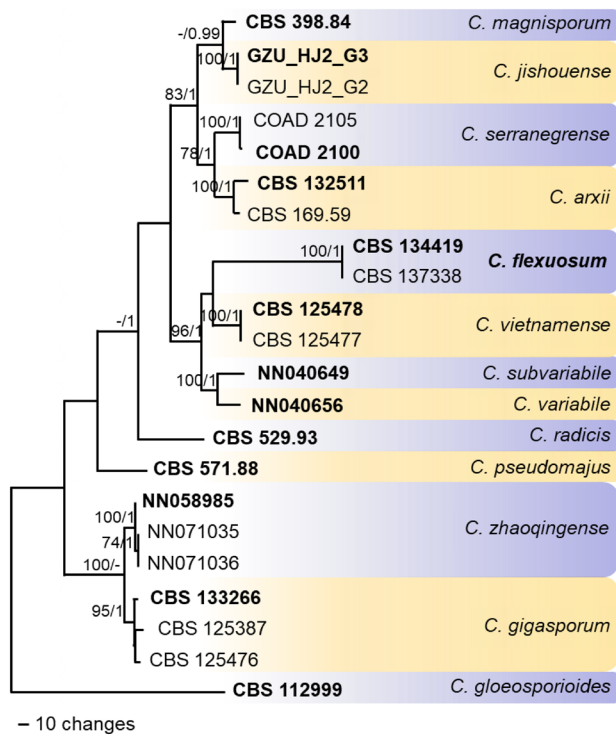 CBS 398.84 C. magnisporum
-/0.99
GZU_HJ2_G3
100/1 C. jishouense
GZU_HJ2_G2
83/1
COAD 2105
100/1 C. serranegrense
COAD 2100
78/1
CBS 132511
100/1 C. arxii
CBS 169.59
CBS 134419
100/1 C. flexuosum
CBS 137338
CBS 125478
100/1 C. vietnamense
-/1
96/1
CBS 125477
NN040649 C. subvariabile
100/1
NN040656 C. variabile
CBS 529.93 C. radicis
CBS 571.88 C. pseudomajus
NN058985
100/1
NN071035 C. zhaoqingense
74/1
NN071036
100/-
CBS 133266
95/1
CBS 125387 C. gigasporum
CBS 125476
CBS 112999 C. gloeosporioides
– 10 changes